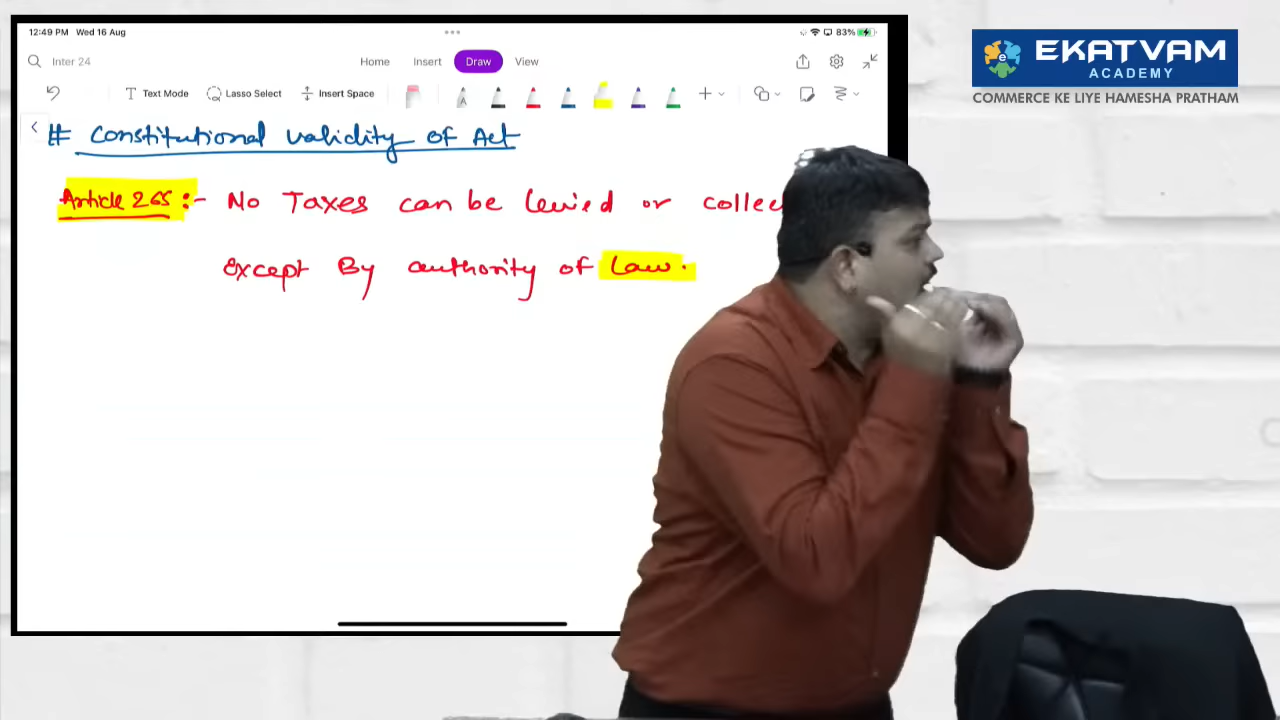 12:49 PM Wed 16 Aug
83%
Inter 24
Home Insert Draw View
Text Mode Lasso Select Insert Space
# Constitutional validity of Act
Article 265 :- No Taxes can be levied or collec
Except By authority of law.
EKATVAM
ACADEMY
COMMERCE KE LIYE HAMESHA PRATHAM